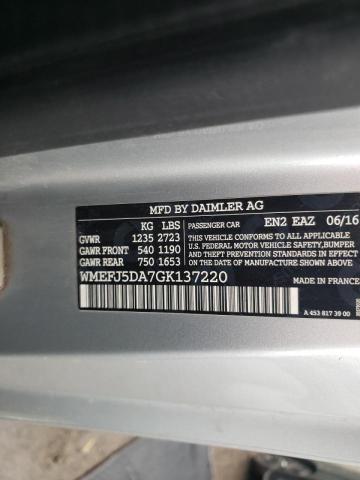 MFD BY DAIMLER AG
KG LBS PASSENGER CAR EN2 EAZ 06/16
GVWR 1235 2723 THIS VEHICLE CONFORMS TO ALL APPLICABLE
GAWR FRONT 540 1190 U.S. FEDERAL MOTOR VEHICLE SAFETY,BUMPER
GAWR REAR 750 1653 AND THEFT PREVENTION STANDARDS IN EFFECT ON THE DATE OF MANUFACTURE SHOWN ABOVE.
WMEFJ5DA7GK137220 MADE IN FRANCE
A 453 817 39 00